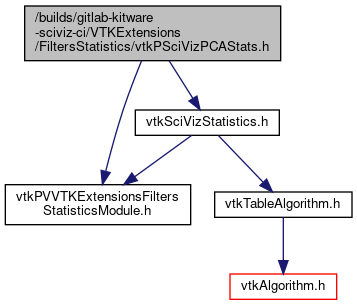 /builds/gitlab-kitware
-sciviz-ci/VTKExtensions
/FiltersStatistics/vtkPSciVizPCAStats.h
vtkSciVizStatistics.h
vtkPVVTKExtensionsFilters
StatisticsModule.h
vtkTableAlgorithm.h
vtkAlgorithm.h